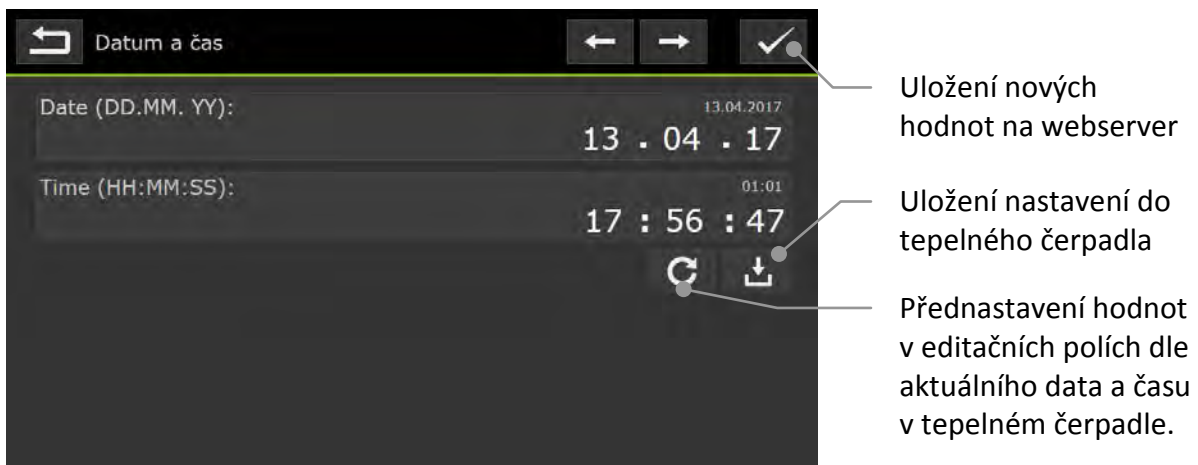 Datum a čas
Date (DD.MM. YY):
13.04.2017
13 . 04 . 17
Time (HH:MM:SS):
01:01
17 : 56 : 47
Uložení nových
hodnot na webserver
Uložení nastavení do
tepelného čerpadla
Přednastavení hodnot
v editačních polích dle
aktuálního data a času
v tepelném čerpadle.